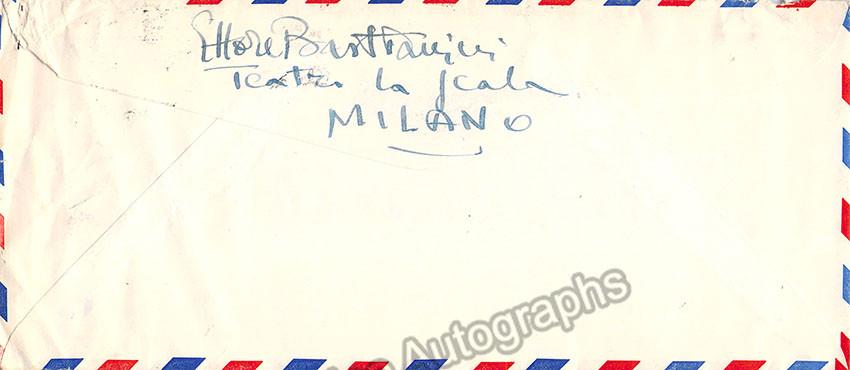 Ettore Bastianini
Teatro la Scala
MILANO
Autographs